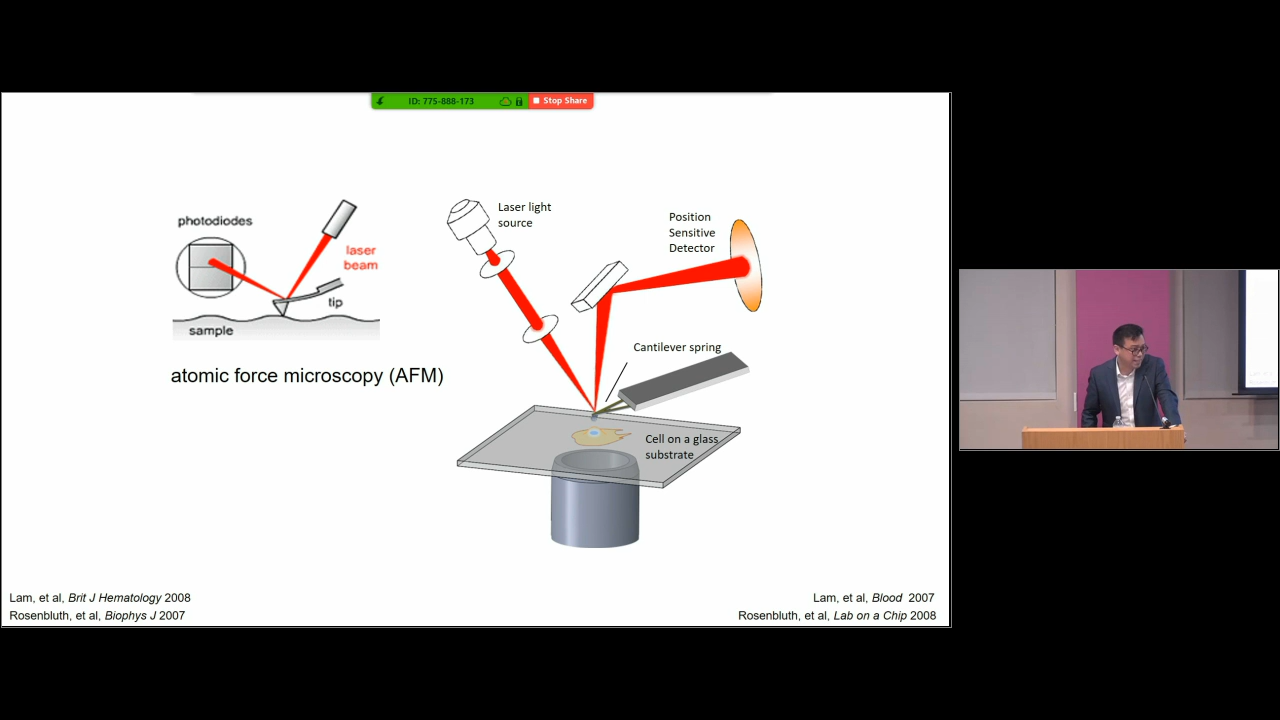 ID: 775-888-173
Stop Share
photodiodes
laser
beam
tip
sample
atomic force microscopy (AFM)
Laser light
source
Position
Sensitive
Detector
Cantilever spring
Cell on a glass
substrate
Lam, et al, Brit J Hematology 2008
Rosenbluth, et al, Biophys J 2007
Lam, et al, Blood 2007
Rosenbluth, et al, Lab on a Chip 2008